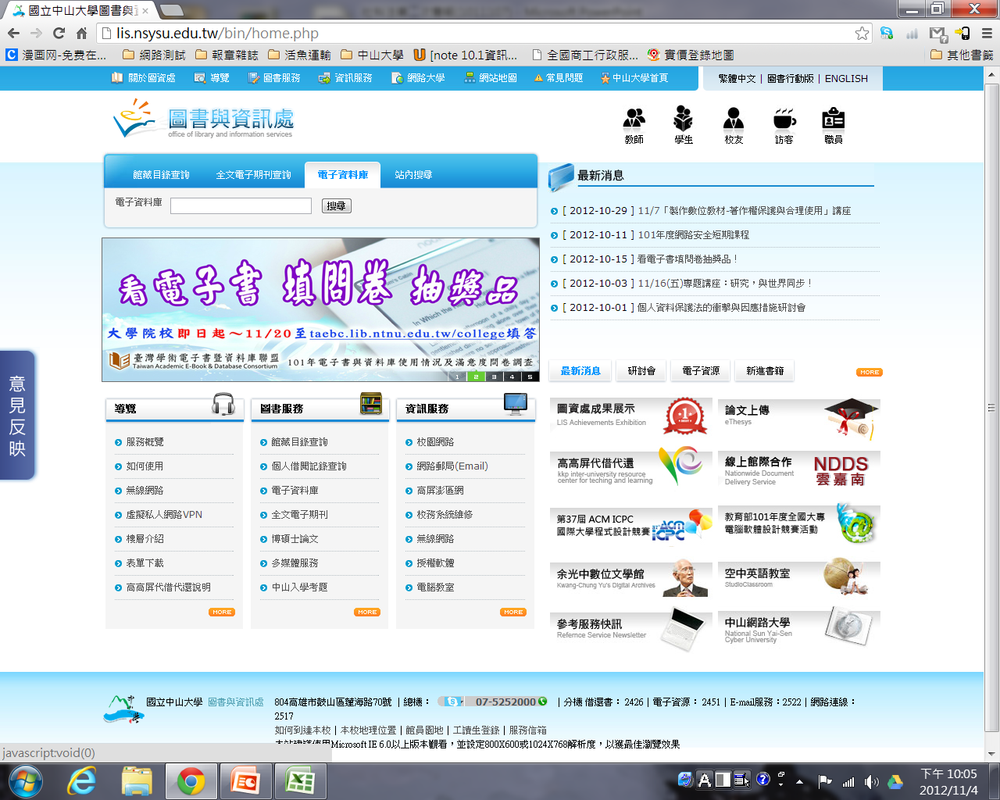 國立中山大學圖書與
lis.nsysu.edu.tw/bin/home.php
漫画网-免费在... 網路測試 報章雜誌 活魚運輸 中山大學 [note 10.1資訊... 全國商工行政服... 實價登錄地圖 其他書籤
關於圖資處 導覽 圖書服務 資訊服務 網路大學 網站地圖 常見問題 中山大學首頁 繁體中文 | 圖書行動版 | ENGLISH
圖書與資訊處
office of library and information services
教師 學生 校友 訪客 職員
館藏目錄查詢 全文電子期刊查詢 電子資料庫 站內搜尋
電子資料庫 搜尋
最新消息
[ 2012-10-29 ] 11/7「製作數位教材-著作權保護與合理使用」講座
[ 2012-10-11 ] 101年度網路安全短期課程
[ 2012-10-15 ] 看電子書填問卷抽獎品！
[ 2012-10-03 ] 11/16(五)專題講座：研究，與世界同步！
[ 2012-10-01 ] 個人資料保護法的衝擊與因應措施研討會
看電子書 填問卷 抽獎品
大學院校即日起～11/20至taebc.lib.ntnu.edu.tw/college填答
臺灣學術電子書暨資料庫聯盟
Taiwan Academic E-Book & Database Consortium
101年電子書與資料庫使用情況及滿意度問卷調查
1 2 3 4 5
最新消息 研討會 電子資源 新進書籍 MORE
意見反映
導覽
服務概覽
如何使用
無線網路
虛擬私人網路VPN
樓層介紹
表單下載
高高屏代借代還說明
MORE
圖書服務
館藏目錄查詢
個人借閱記錄查詢
電子資料庫
全文電子期刊
博碩士論文
多媒體服務
中山入學考題
MORE
資訊服務
校園網路
網路郵局(Email)
高屏澎區網
校務系統維修
無線網路
授權軟體
電腦教室
MORE
圖資處成果展示
LIS Achievements Exhibition
論文上傳
eThesys
高高屏代借代還
kkp inter-university resource
center for teching and learning
線上館際合作
Nationwide Document
Delivery Service
NDDS
雲嘉南
第37屆 ACM ICPC
國際大學程式設計競賽
ACM
ICPC
教育部101年度全國大專
電腦軟體設計競賽活動
余光中數位文學館
Kwang-Chung Yu's Digital Archives
空中英語教室
StudioClassroom
參考服務快訊
Refernce Service Newsletter
中山網路大學
National Sun Yai-Sen
Cyber University
國立中山大學 圖書與資訊處 804高雄市鼓山區蓮海路70號 | 總機： 07-5252000 | 分機 借還書： 2426 | 電子資源： 2451 | E-mail服務：2522 | 網路連線：
2517
如何到達本校 | 本校地理位置 | 館員園地 | 工讀生登錄 | 服務信箱
本站建議使用Microsoft IE 6.0以上版本觀看，並設定800X600或1024X768解析度，以獲最佳瀏覽效果
javascript:void(0)
下午 10:05
2012/11/4